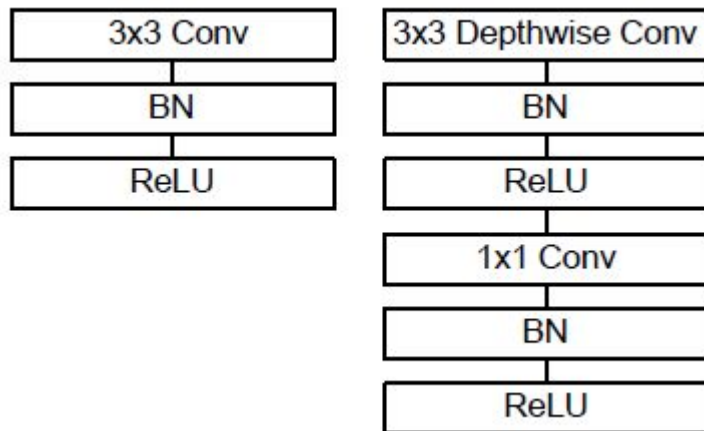 3x3 Conv
BN
ReLU
3x3 Depthwise Conv
BN
ReLU
1x1 Conv
BN
ReLU